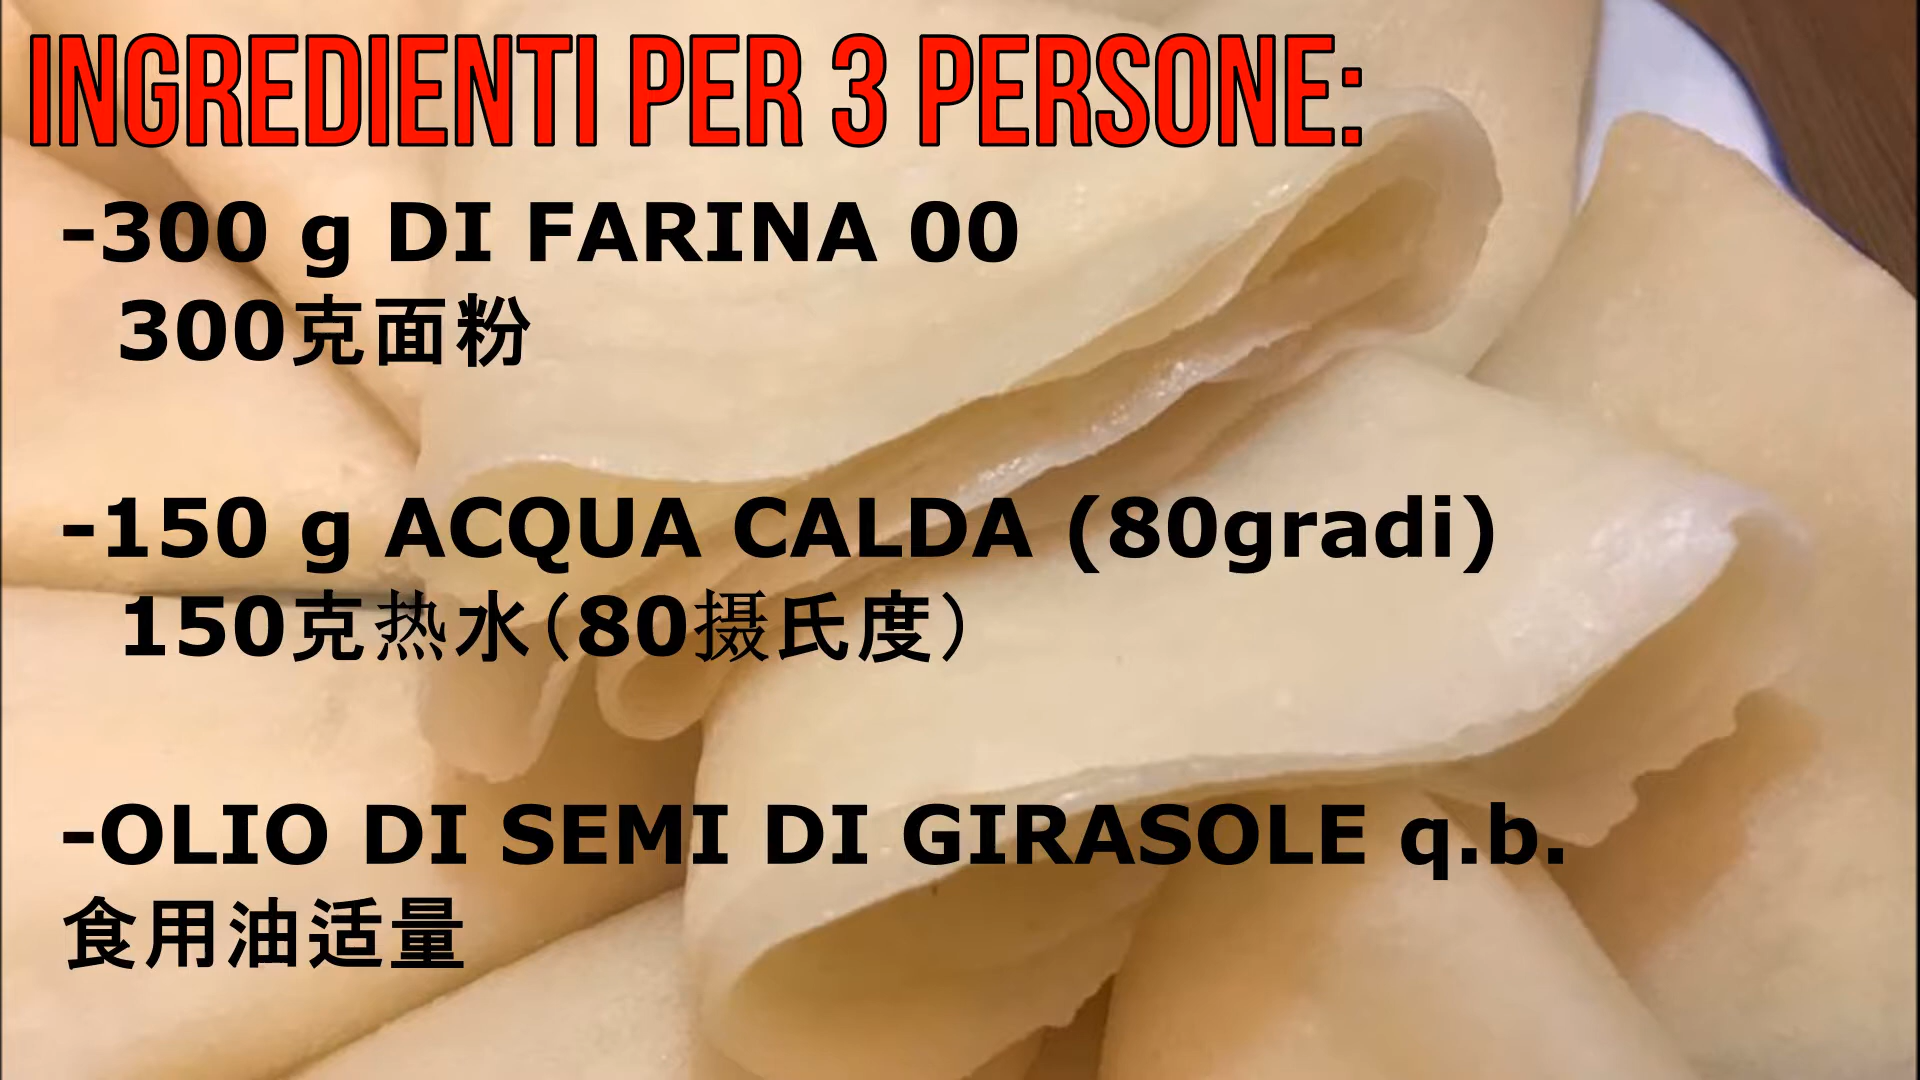 INGREDIENTI PER 3 PERSONE:
-300 g DI FARINA 00
300克面粉
-150 g ACQUA CALDA (80gradi)
150克热水（80摄氏度）
-OLIO DI SEMI DI GIRASOLE q.b.
食用油适量